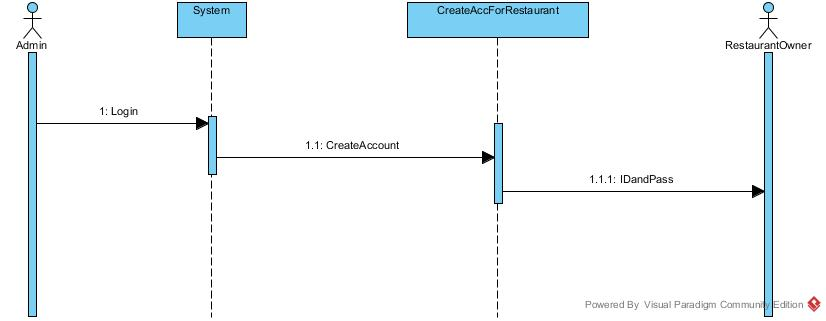 System
CreateAccForRestaurant
Admin
RestaurantOwner
1: Login
1.1: CreateAccount
1.1.1: IDandPass
Powered By Visual Paradigm Community Edition